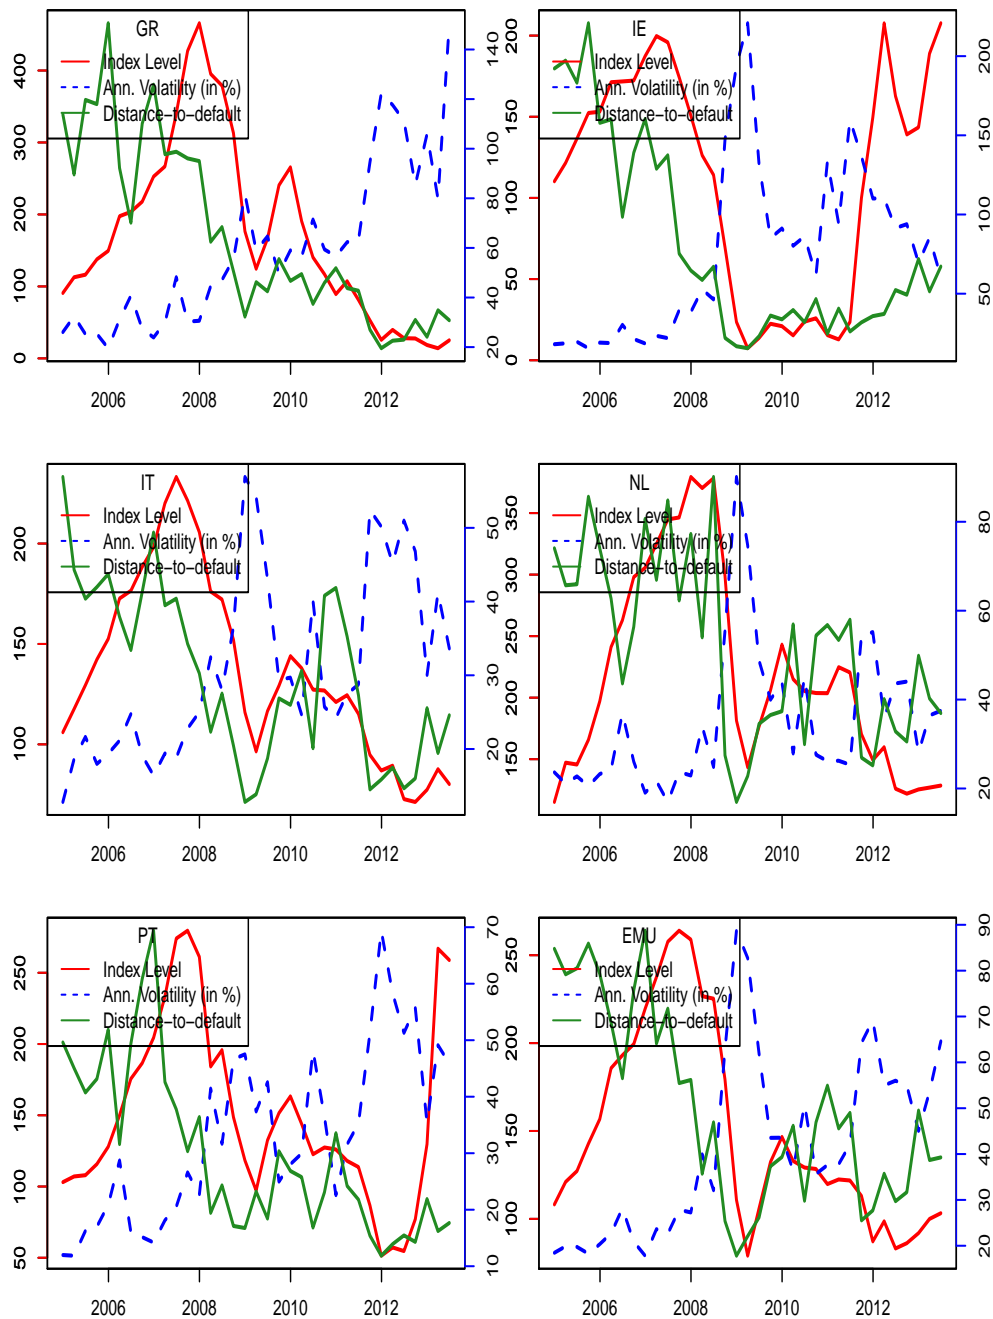 GR
Index Level
Ann. Volatility (in %)
Distance-to-default
0 100 200 300 400
20 40 60 80 100 140
2006 2008 2010 2012
IE
Index Level
Ann. Volatility (in %)
Distance-to-default
0 50 100 150 200
50 100 150 200
2006 2008 2010 2012
IT
Index Level
Ann. Volatility (in %)
Distance-to-default
100 150 200
20 30 40 50
2006 2008 2010 2012
NL
Index Level
Ann. Volatility (in %)
Distance-to-default
150 200 250 300 350
20 40 60 80
2006 2008 2010 2012
PT
Index Level
Ann. Volatility (in %)
Distance-to-default
50 100 150 200 250
10 20 30 40 50 60 70
2006 2008 2010 2012
EMU
Index Level
Ann. Volatility (in %)
Distance-to-default
100 150 200 250
20 30 40 50 60 70 80 90
2006 2008 2010 2012